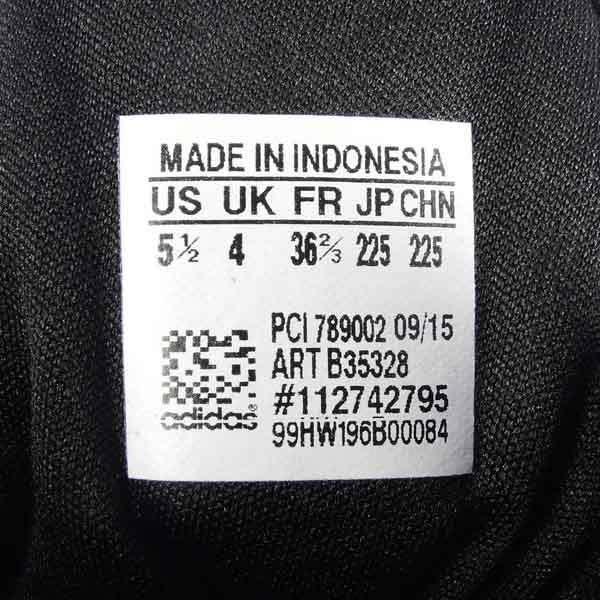 MADE IN INDONESIA
US UK FR JP CHN
5½ 4 36⅔ 225 225
PCI 789002 09/15
ART B35328
#112742795
adidas®
99HW196B00084